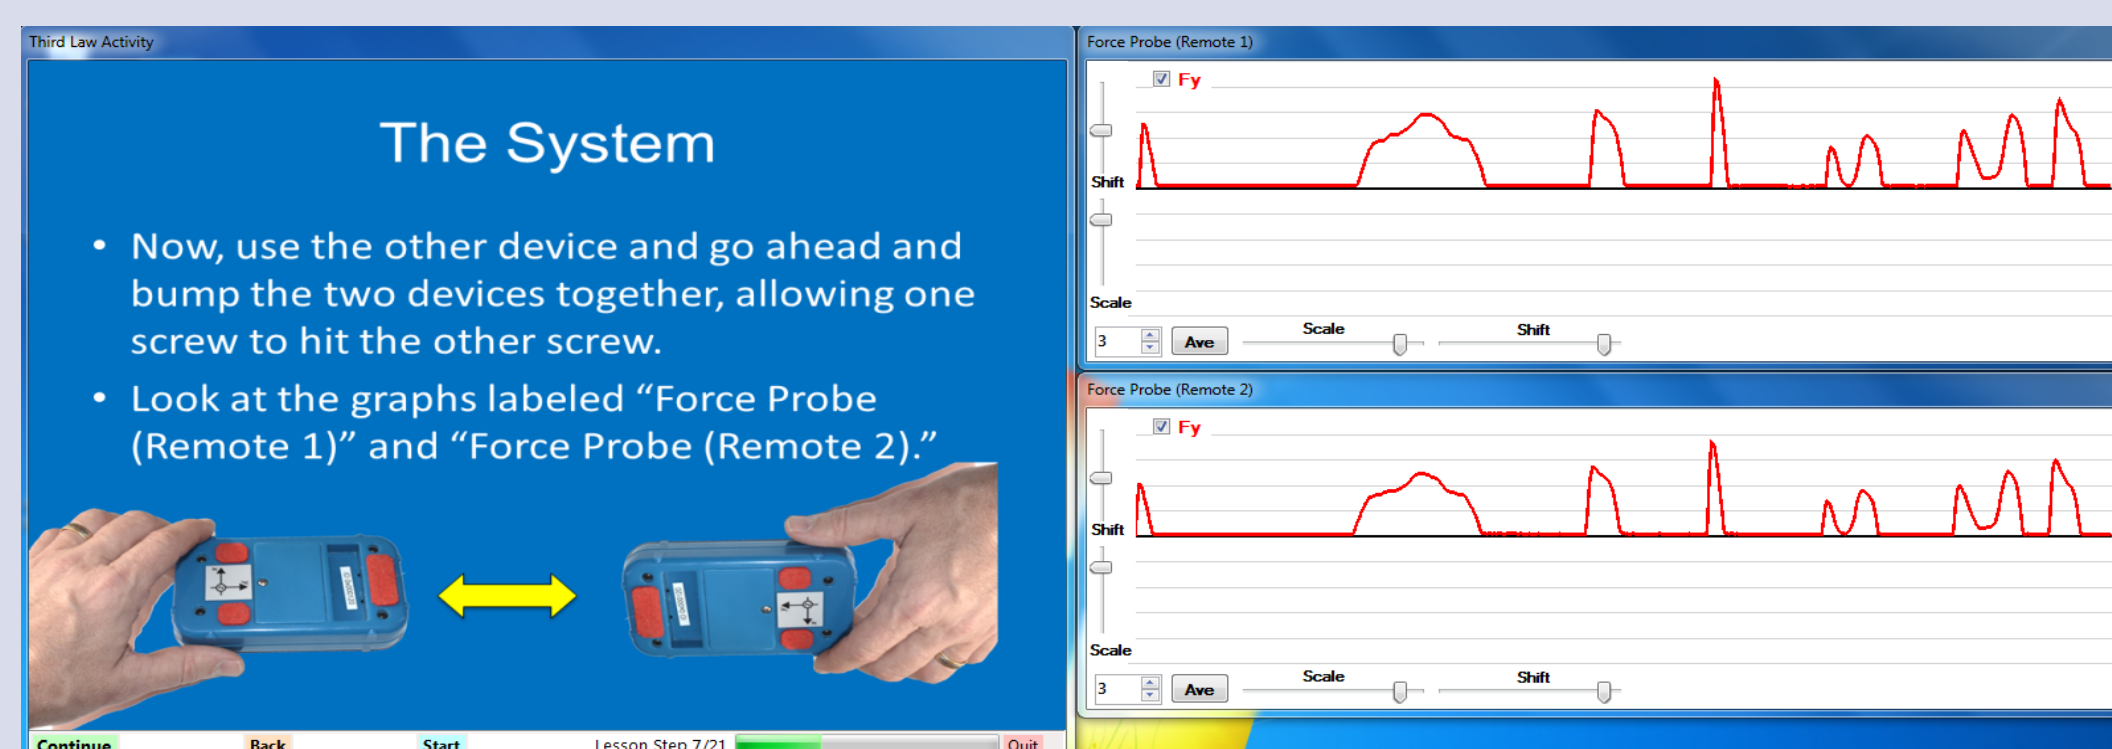 Third Law Activity
The System
• Now, use the other device and go ahead and
bump the two devices together, allowing one
screw to hit the other screw.
• Look at the graphs labeled “Force Probe
(Remote 1)” and “Force Probe (Remote 2).”
Continue Back Start Lesson Step 7/21 Quit
Force Probe (Remote 1)
Fy
Shift
Scale
3 Ave Scale Shift
Force Probe (Remote 2)
Fy
Shift
Scale
3 Ave Scale Shift